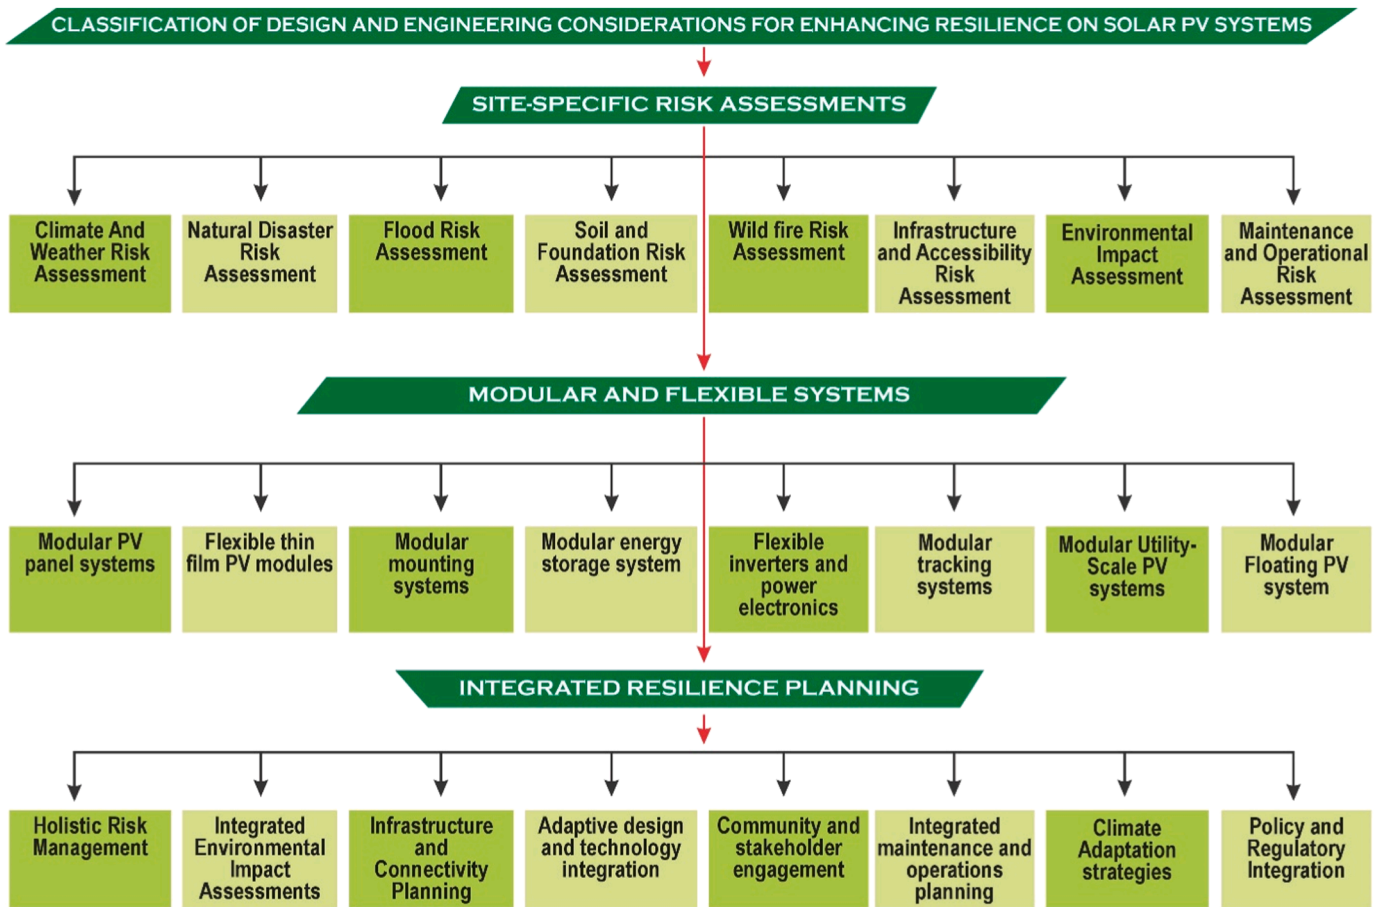 CLASSIFICATION OF DESIGN AND ENGINEERING CONSIDERATIONS FOR ENHANCING RESILIENCE ON SOLAR PV SYSTEMS
SITE-SPECIFIC RISK ASSESSMENTS
Climate And
Weather Risk
Assessment
Natural Disaster
Risk
Assessment
Flood Risk
Assessment
Soil and
Foundation Risk
Assessment
Wild fire Risk
Assessment
Infrastructure
and Accessibility
Risk
Assessment
Environmental
Impact
Assessment
Maintenance
and Operational
Risk
Assessment
MODULAR AND FLEXIBLE SYSTEMS
Modular PV
panel systems
Flexible thin
film PV modules
Modular
mounting
systems
Modular energy
storage system
Flexible
inverters and
power
electronics
Modular
tracking
systems
Modular Utility-
Scale PV
systems
Modular
Floating PV
system
INTEGRATED RESILIENCE PLANNING
Holistic Risk
Management
Integrated
Environmental
Impact
Assessments
Infrastructure
and
Connectivity
Planning
Adaptive design
and technology
integration
Community and
stakeholder
engagement
Integrated
maintenance and
operations
planning
Climate
Adaptation
strategies
Policy and
Regulatory
Integration